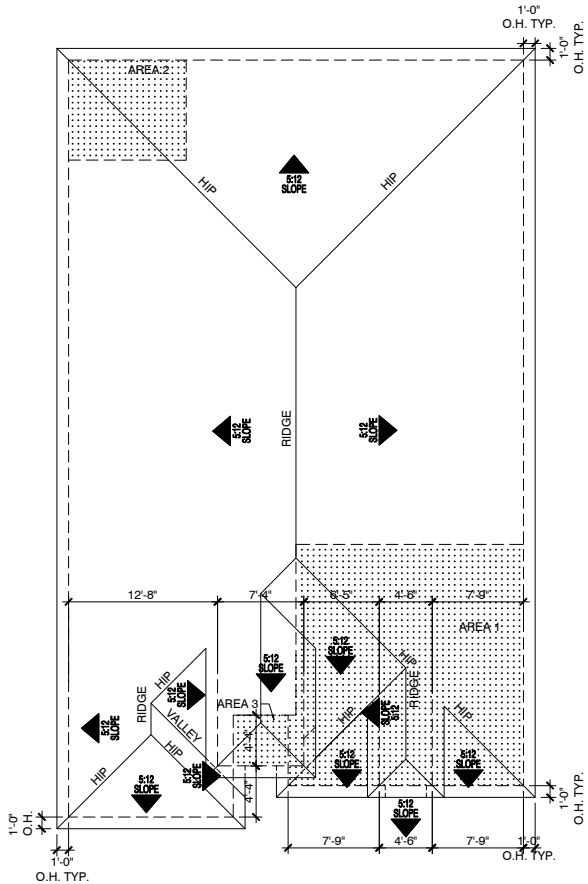 1'-0"
O.H. TYP.
1'-0"
O.H. TYP.
AREA 2
HIP
HIP
5:12
SLOPE
5:12
SLOPE
RIDGE
5:12
SLOPE
12'-8"
7'-4"
6'-5"
4'-6"
7'-9"
AREA 1
5:12
SLOPE
HIP
5:12
SLOPE
HIP
RIDGE
5:12
SLOPE
RIDGE
VALLEY
AREA 3
HIP
5:12
SLOPE
5:12
SLOPE
4'-4"
HIP
HIP
5:12
SLOPE
5:12
SLOPE
5:12
SLOPE
5:12
SLOPE
HIP
4'-4"
1'-0"
O.H. TYP.
1'-0"
O.H.
5:12
SLOPE
7'-9"
4'-6"
7'-9"
1'-0"
O.H. TYP.
1'-0"
O.H. TYP.